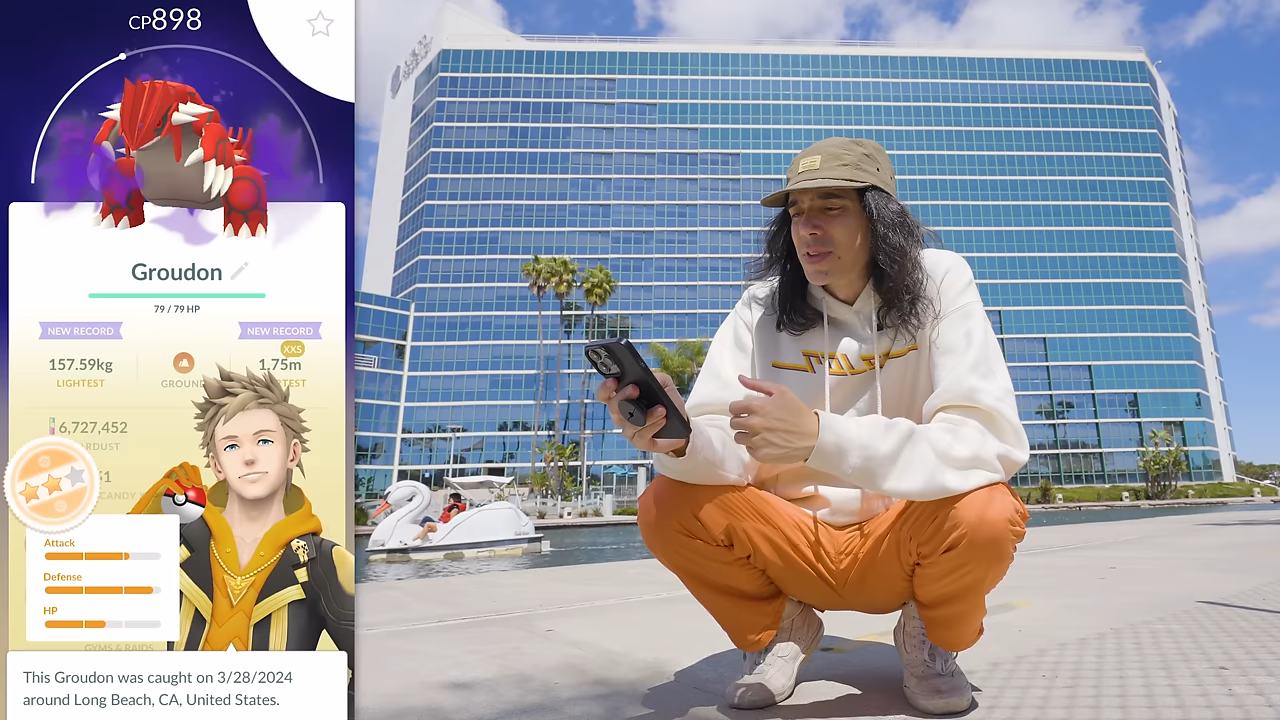 CP898
Groudon
79 / 79 HP
NEW RECORD
NEW RECORD
XXS
157.59kg
1.75m
LIGHTEST
GROUND
6,727,452
Attack
Defense
HP
GYMS & RAIDS
This Groudon was caught on 3/28/2024
around Long Beach, CA, United States.